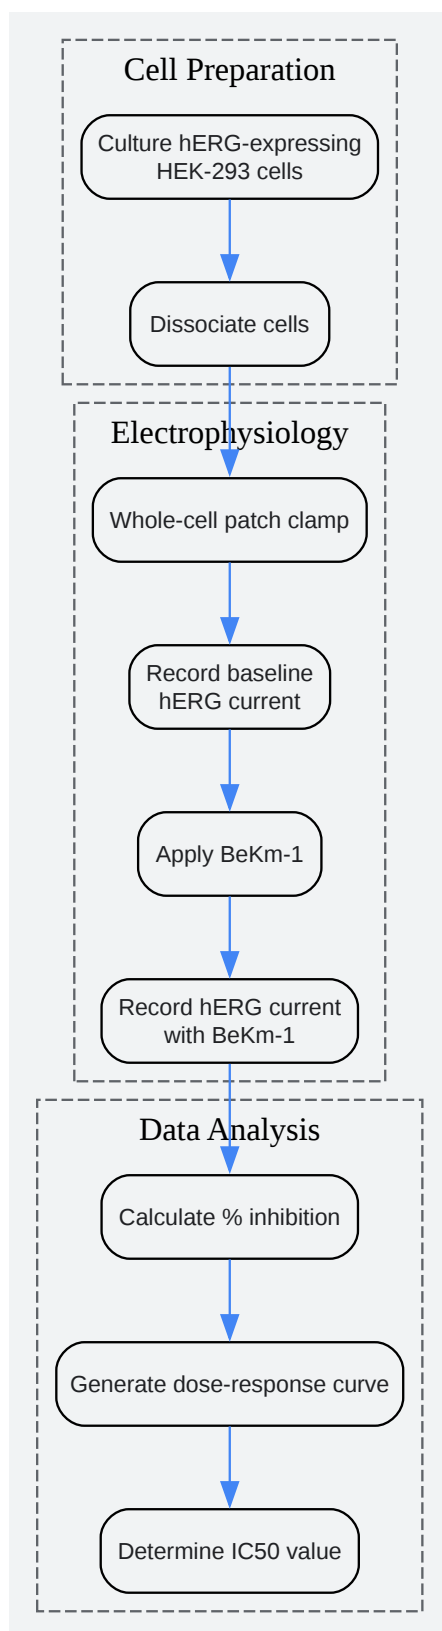 Cell Preparation
Culture hERG-expressing
HEK-293 cells
Dissociate cells
Electrophysiology
Whole-cell patch clamp
Record baseline
hERG current
Apply BeKm-1
Record hERG current
with BeKm-1
Data Analysis
Calculate % inhibition
Generate dose-response curve
Determine IC50 value